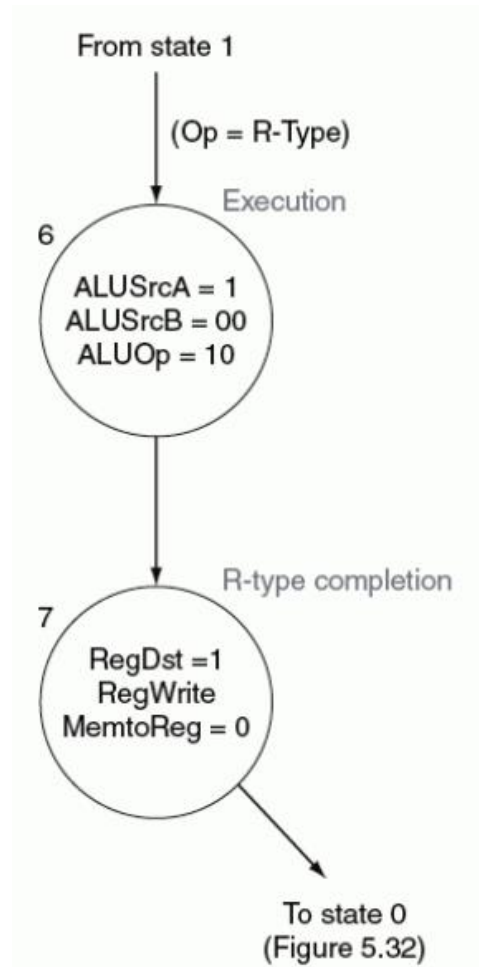 From state 1
(Op = R-Type)
Execution
6
ALUSrcA = 1
ALUSrcB = 00
ALUOp = 10
R-type completion
7
RegDst =1
RegWrite
MemtoReg = 0
To state 0
(Figure 5.32)